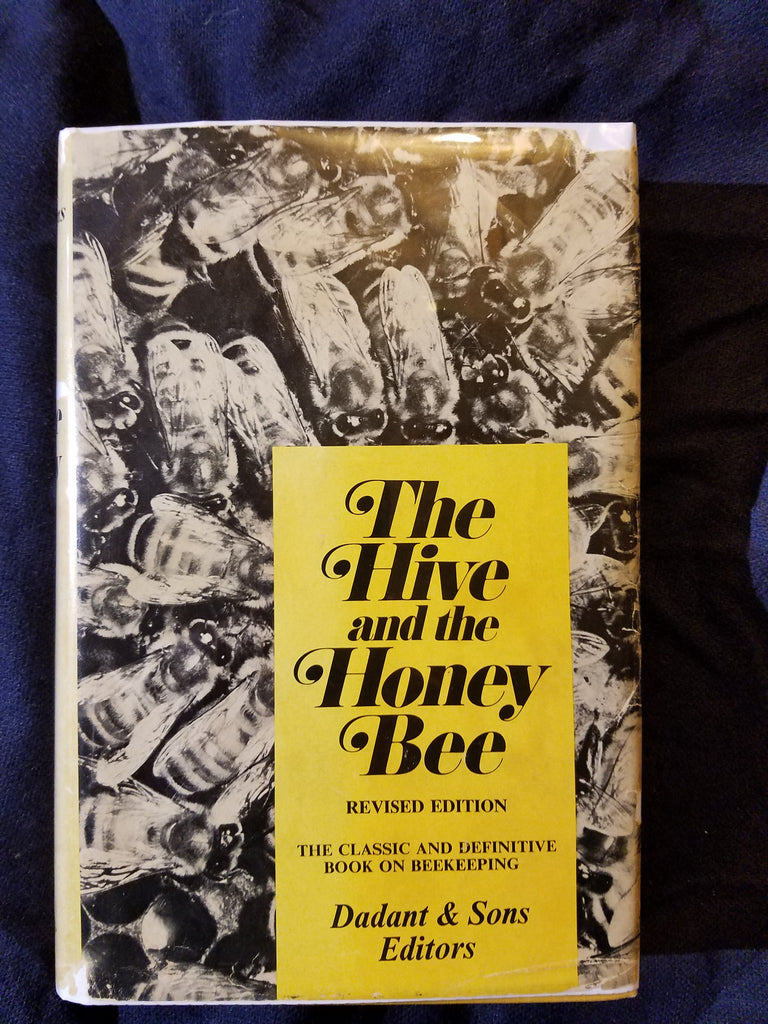 The
Hive
and the
Honey
Bee
REVISED EDITION
THE CLASSIC AND DEFINITIVE
BOOK ON BEEKEEPING
Dadant & Sons
Editors